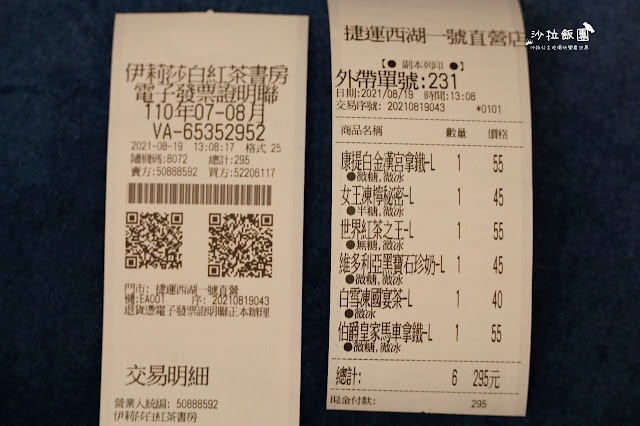 伊莉莎白紅茶書房
電子發票證明聯
110年07-08月
VA-65352952
2021-08-19 13:08:17 格式 25
隨機碼:8072 總計:295
賣方:50888592 買方:52206117
門市: 捷運西湖一號直營
機:EA001 序: 20210819043
退貨憑電子發票證明聯正本辦理
交易明細
營業人統編: 50888592
伊莉莎白紅茶書房
沙拉飯團
捷運西湖一號直營店
【● 副本列印 ●】
外帶單號:231
日期:2021/08/19 時間:13:08
交易序號: 20210819043 *0101
商品名稱 數量 價格
康提白金漢宮拿鐵-L 1 55
●微糖,微冰
女王凍檸秘密-L 1 45
●半糖,微冰
世界紅茶之王-L 1 55
●無糖,微冰
維多利亞黑寶石珍奶-L 1 45
●微糖,微冰
白雪凍國宴茶-L 1 40
●微糖,微冰
伯爵皇家馬車拿鐵-L 1 55
●微糖,微冰
總計: 6 295元
現金付款: 295